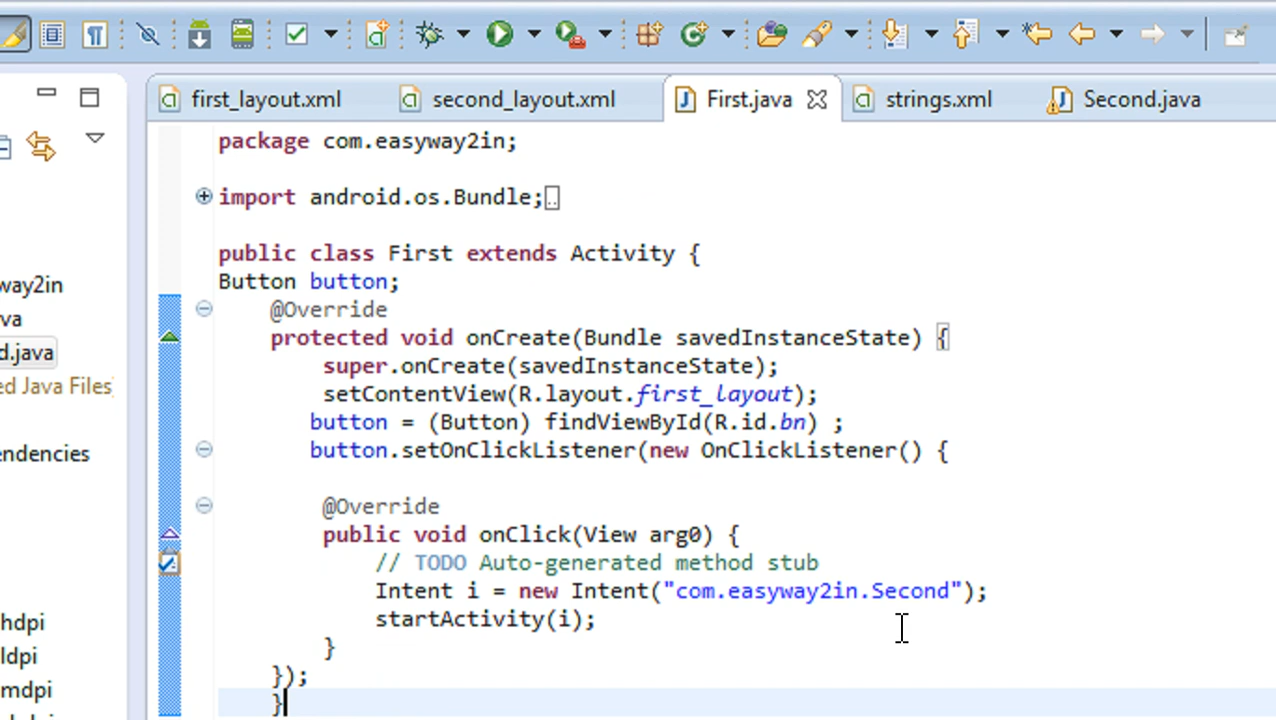 first_layout.xml second_layout.xml First.java strings.xml Second.java
package com.easyway2in;
import android.os.Bundle;
public class First extends Activity {
way2in
Button button;
@Override
va
protected void onCreate(Bundle savedInstanceState) {
d.java
super.onCreate(savedInstanceState);
ed Java Files)
setContentView(R.layout.first_layout);
button = (Button) findViewById(R.id.bn) ;
endencies
button.setOnClickListener(new OnClickListener() {
@Override
public void onClick(View arg0) {
// TODO Auto-generated method stub
Intent i = new Intent("com.easyway2in.Second");
hdpi
startActivity(i);
ldpi
}
});
mdpi
}